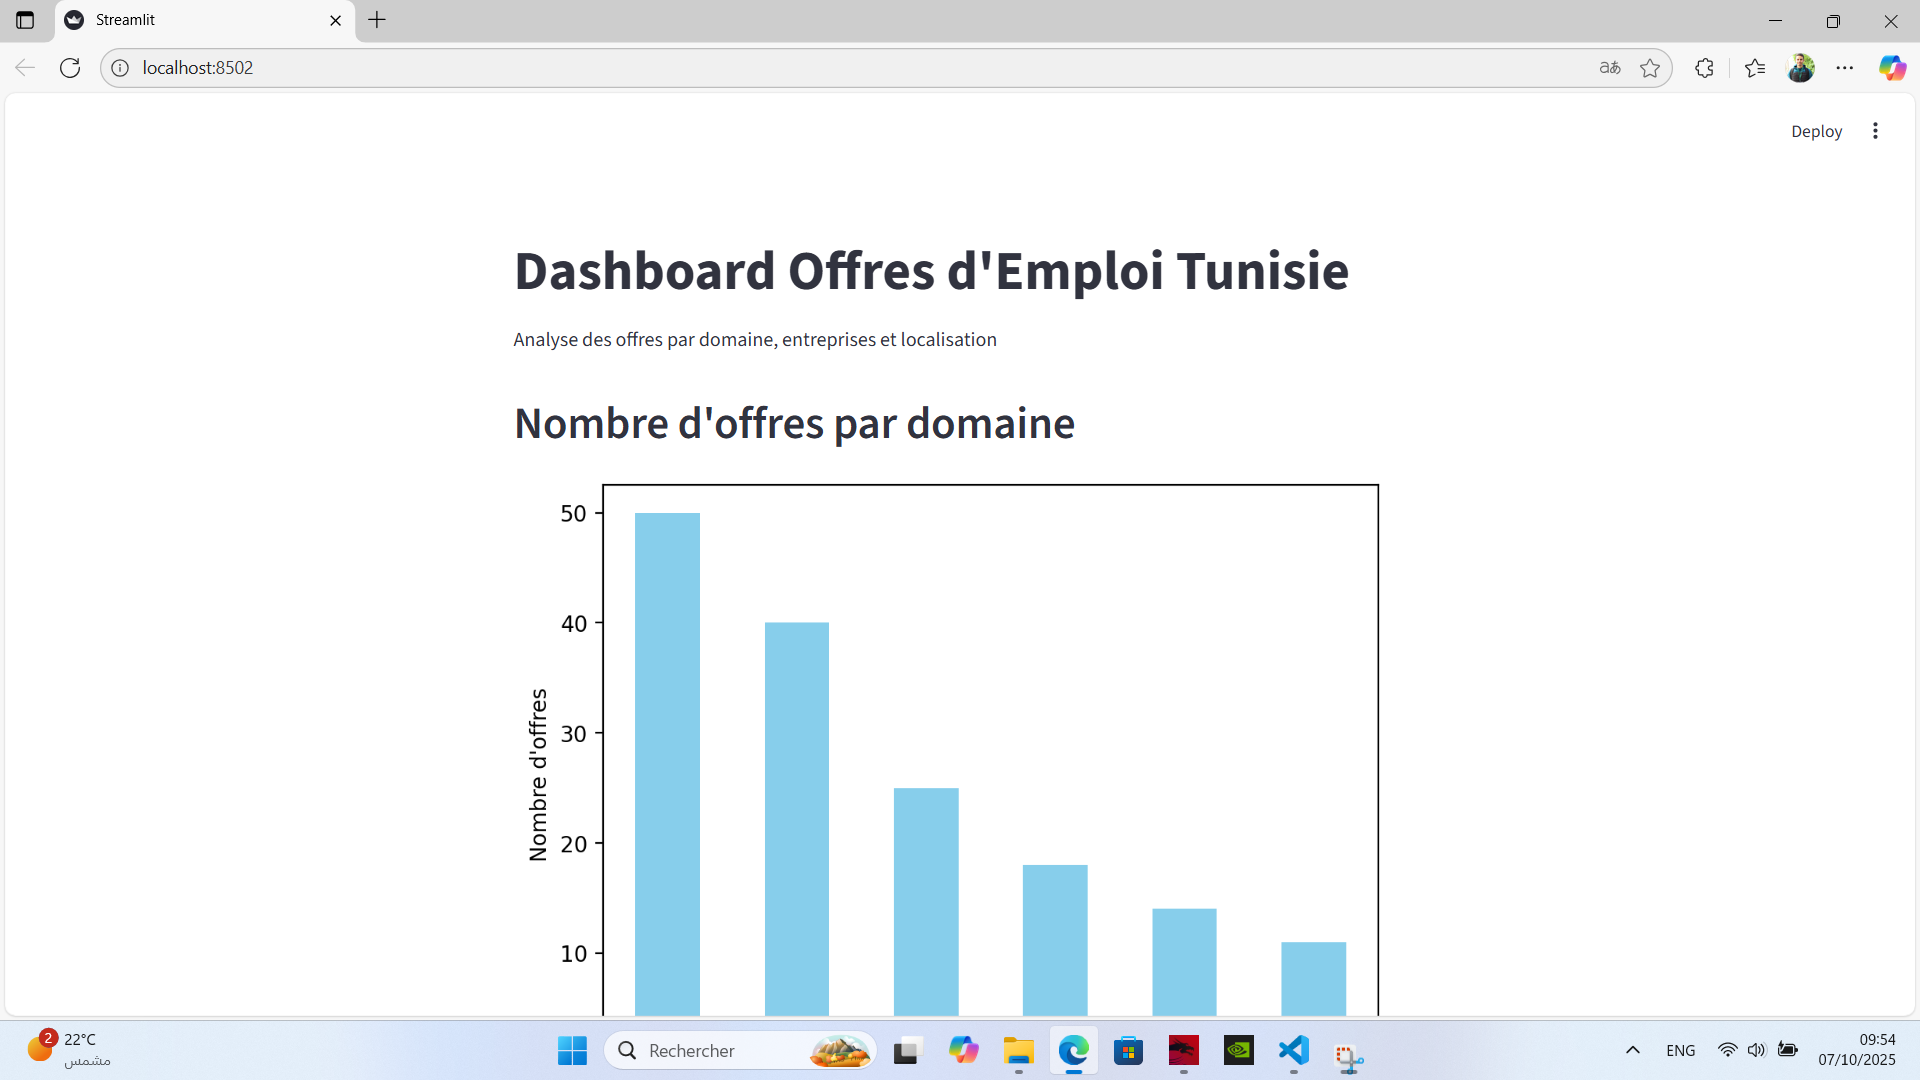 Streamlit
localhost:8502
Deploy
Dashboard Offres d'Emploi Tunisie
Analyse des offres par domaine, entreprises et localisation
Nombre d'offres par domaine
50
40
30
20
10
Nombre d'offres
2
22°C
مشمس
Rechercher
ENG
09:54
07/10/2025